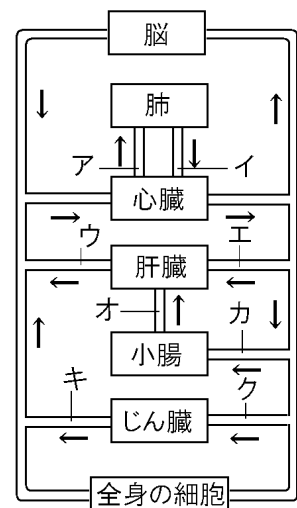 脳
肺
ア
イ
心臓
ウ
エ
肝臓
オ
カ
小腸
キ
ク
じん臓
全身の細胞